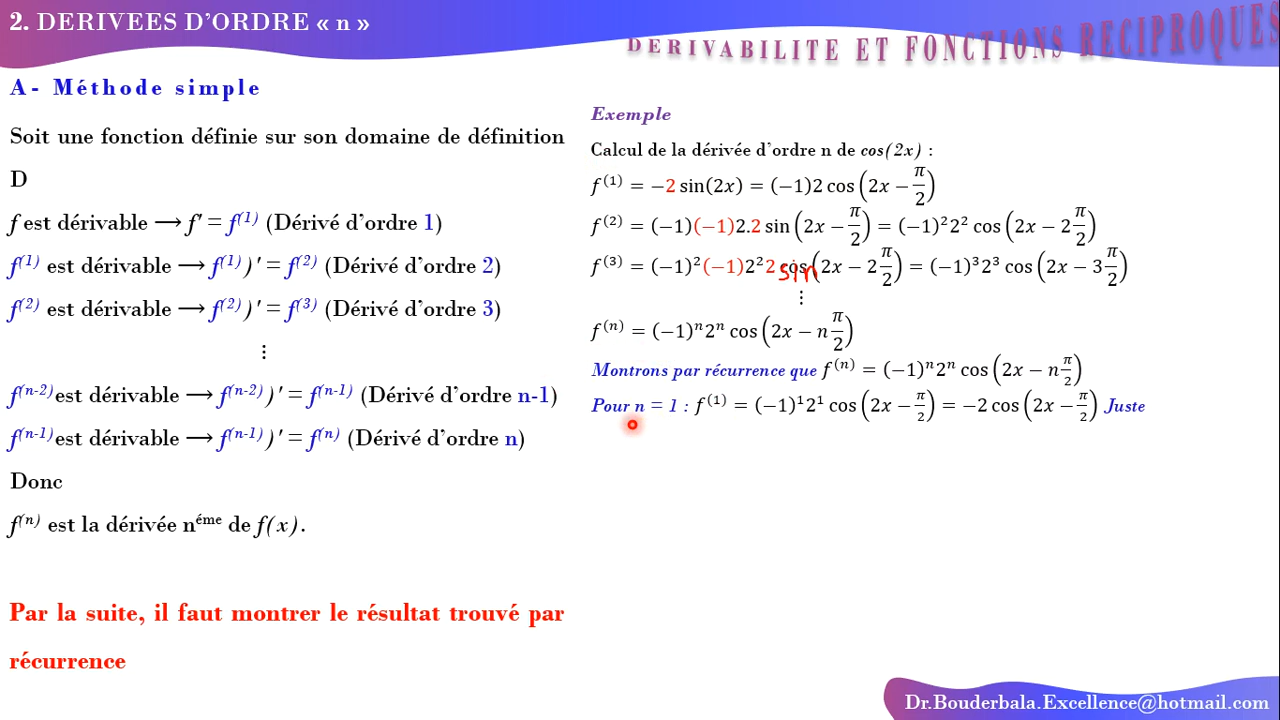 2. DERIVEES D'ORDRE « n »
DERIVABILITE ET FONCTIONS RECIPROQUES
A- Méthode simple
Soit une fonction définie sur son domaine de définition
D
f est dérivable ⟶ f' = f⁽¹⁾ (Dérivé d'ordre 1)
f⁽¹⁾ est dérivable ⟶ f⁽¹⁾)' = f⁽²⁾ (Dérivé d'ordre 2)
f⁽²⁾ est dérivable ⟶ f⁽²⁾)' = f⁽³⁾ (Dérivé d'ordre 3)
⋮
f⁽ⁿ⁻²⁾est dérivable ⟶ f⁽ⁿ⁻²⁾)' = f⁽ⁿ⁻¹⁾ (Dérivé d'ordre n-1)
f⁽ⁿ⁻¹⁾est dérivable ⟶ f⁽ⁿ⁻¹⁾)' = f⁽ⁿ⁾ (Dérivé d'ordre n)
Donc
f⁽ⁿ⁾ est la dérivée nᵉ́ᵐᵉ de f(x).
Par la suite, il faut montrer le résultat trouvé par
récurrence
Exemple
Calcul de la dérivée d'ordre n de cos(2x) :
f⁽¹⁾ = −2 sin(2x) = (−1)2 cos(2x − π/2)
f⁽²⁾ = (−1)(−1)2.2 sin(2x − π/2) = (−1)²2² cos(2x − 2π/2)
f⁽³⁾ = (−1)²(−1)2²2 cos(2x − 2π/2) = (−1)³2³ cos(2x − 3π/2)
sin
⋮
f⁽ⁿ⁾ = (−1)ⁿ2ⁿ cos(2x − nπ/2)
Montrons par récurrence que f⁽ⁿ⁾ = (−1)ⁿ2ⁿ cos(2x − nπ/2)
Pour n = 1 : f⁽¹⁾ = (−1)¹2¹ cos(2x − π/2) = −2 cos(2x − π/2) Juste
Dr.Bouderbala.Excellence@hotmail.com